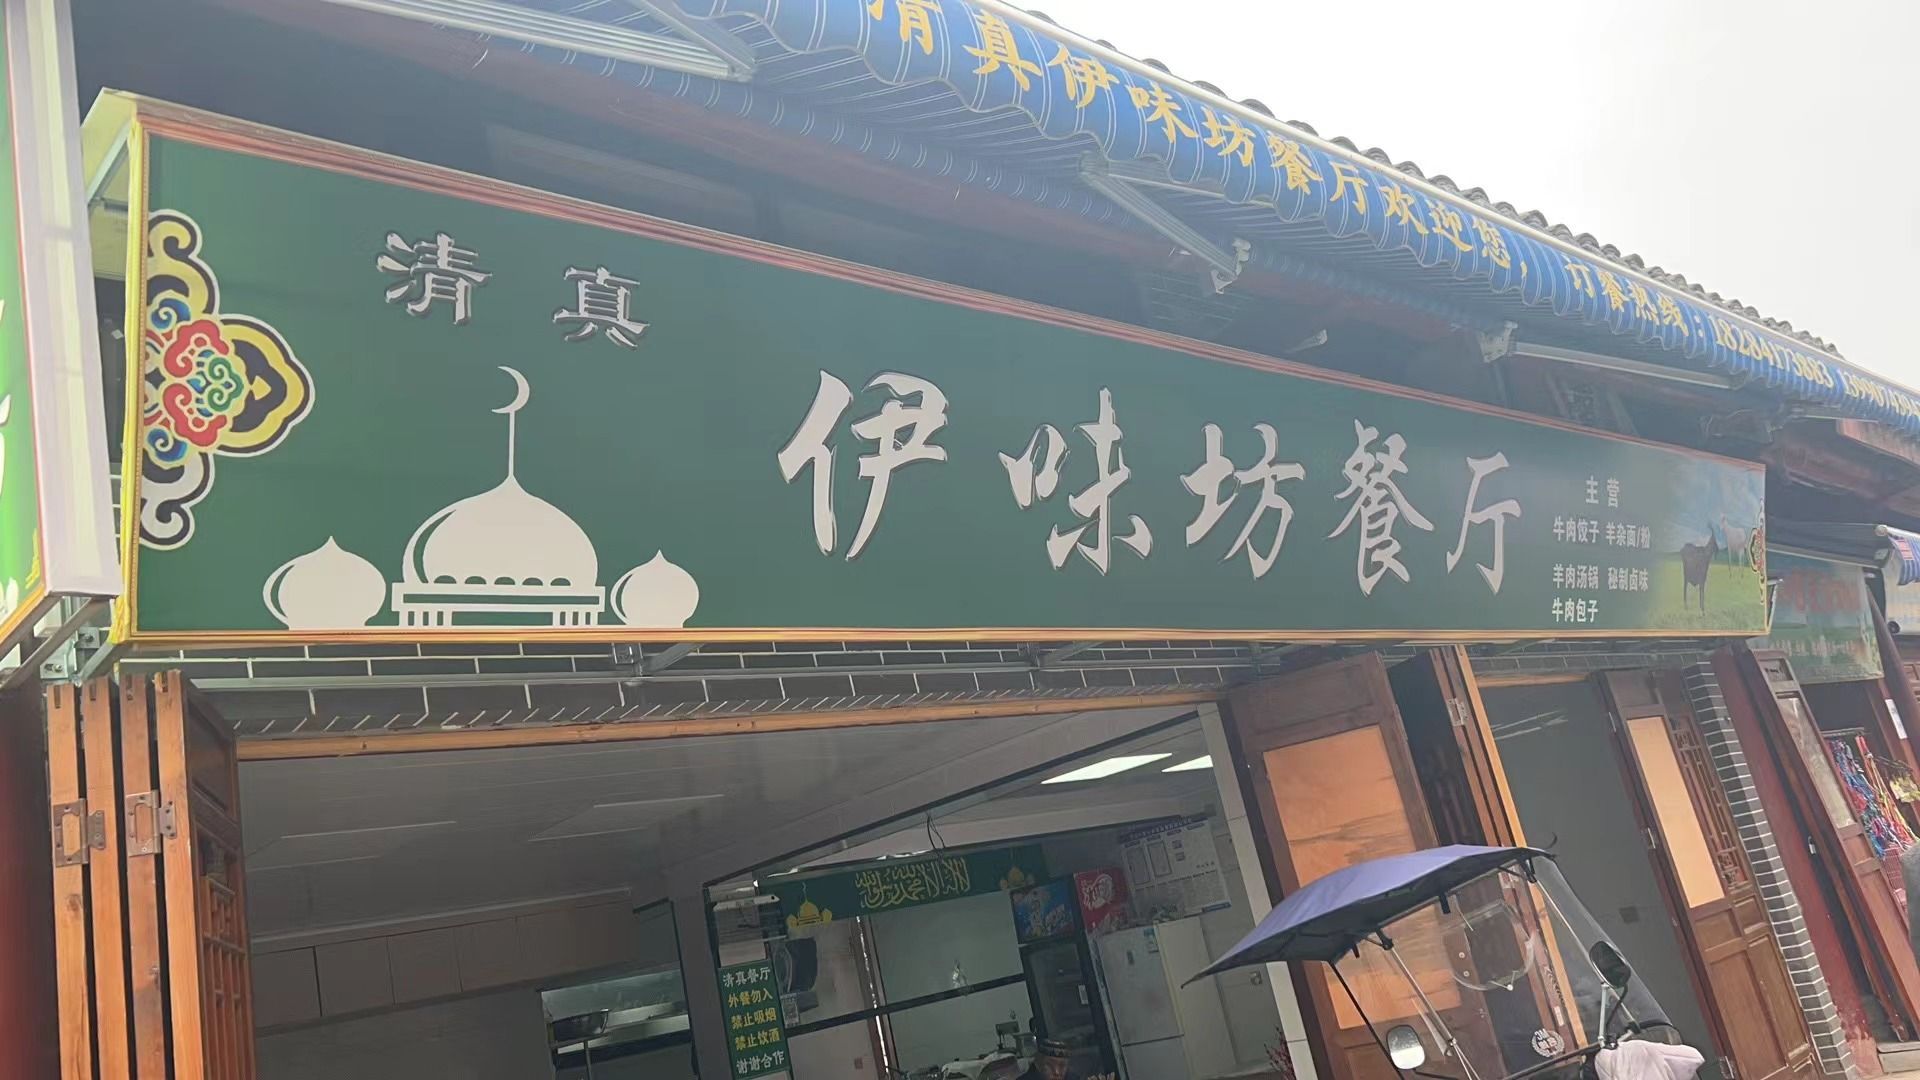 清真伊味坊餐厅欢迎您，订餐热线：18284173883
清真
伊味坊餐厅
主营
牛肉饺子 羊杂面/粉
羊肉汤锅 秘制卤味
牛肉包子
清真餐厅
外餐勿入
禁止吸烟
禁止饮酒
谢谢合作